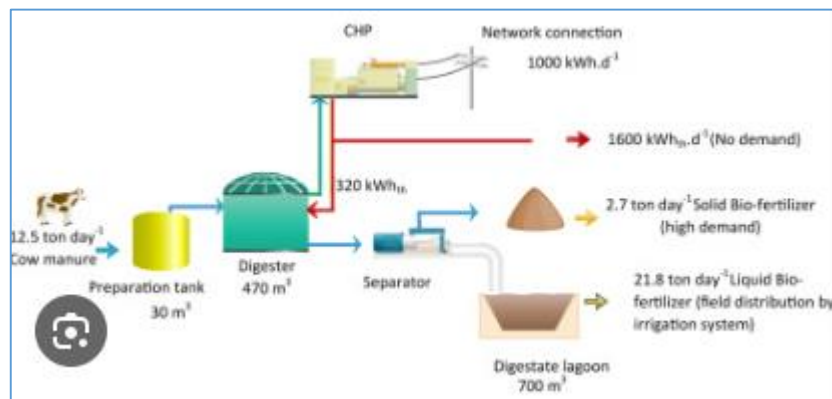 CHP
Network connection
1000 kWh.d⁻¹
1600 kWhₜₕ.d⁻¹(No demand)
320 kWhₜₕ
12.5 ton day⁻¹
Cow manure
Preparation tank
30 m³
Digester
470 m³
Separator
2.7 ton day⁻¹Solid Bio-fertilizer
(high demand)
21.8 ton day⁻¹Liquid Bio-
fertilizer (field distribution by
irrigation system)
Digestate lagoon
700 m³